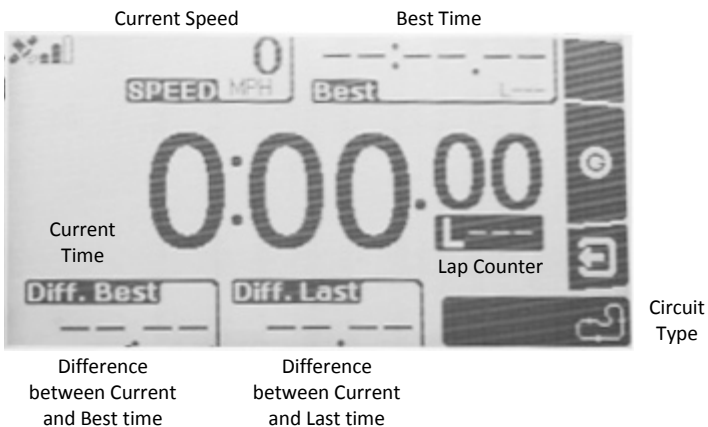 Current Speed
Best Time
0
SPEED MPH
--:--.--
Best L---
0:00.00
G
Current
Time
L---
Lap Counter
Diff. Best
Diff. Last
--.--
--.--
Circuit
Type
Difference
between Current
and Best time
Difference
between Current
and Last time